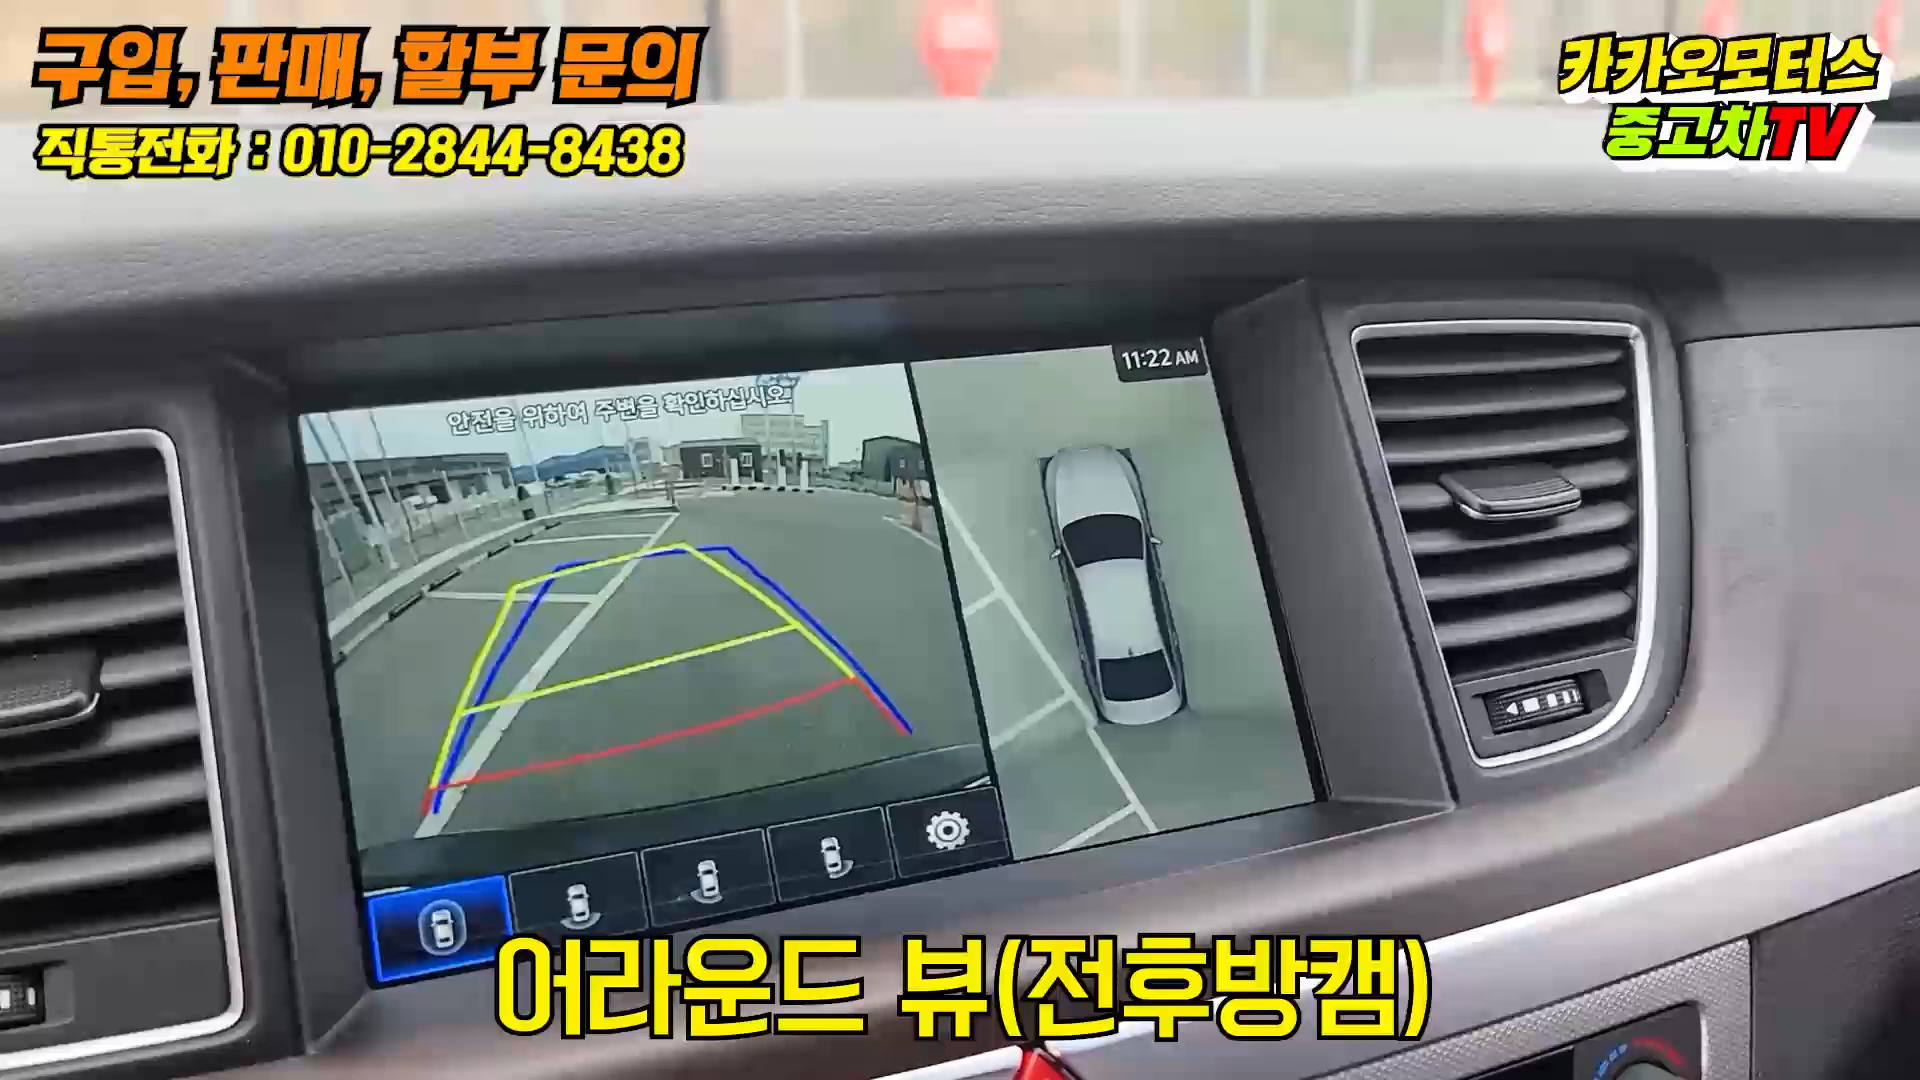 구입, 판매, 할부 문의
직통전화 : 010-2844-8438
카카오모터스
중고차TV
11:22 AM
안전을 위하여 주변을 확인하십시오
어라운드 뷰(전후방캠)